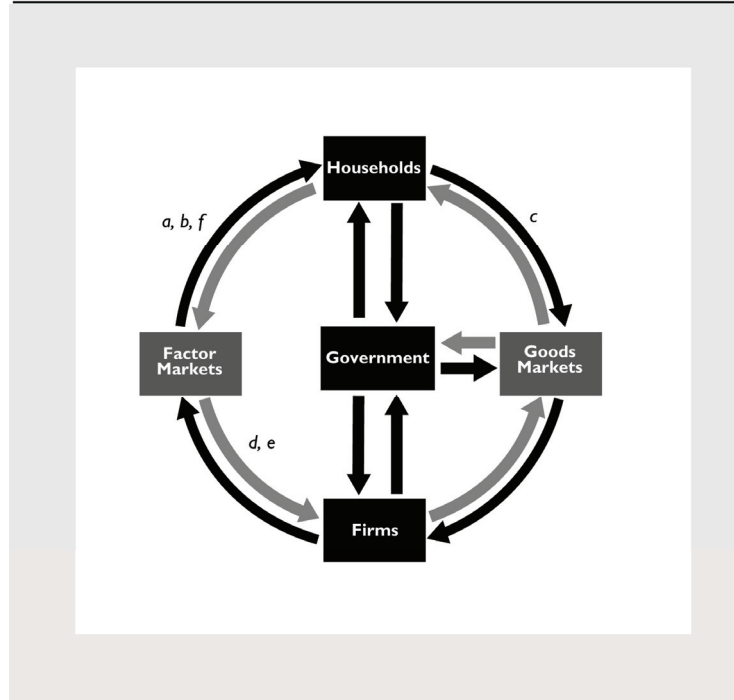 Households
a, b, f
c
Factor
Markets
Government
Goods
Markets
d, e
Firms